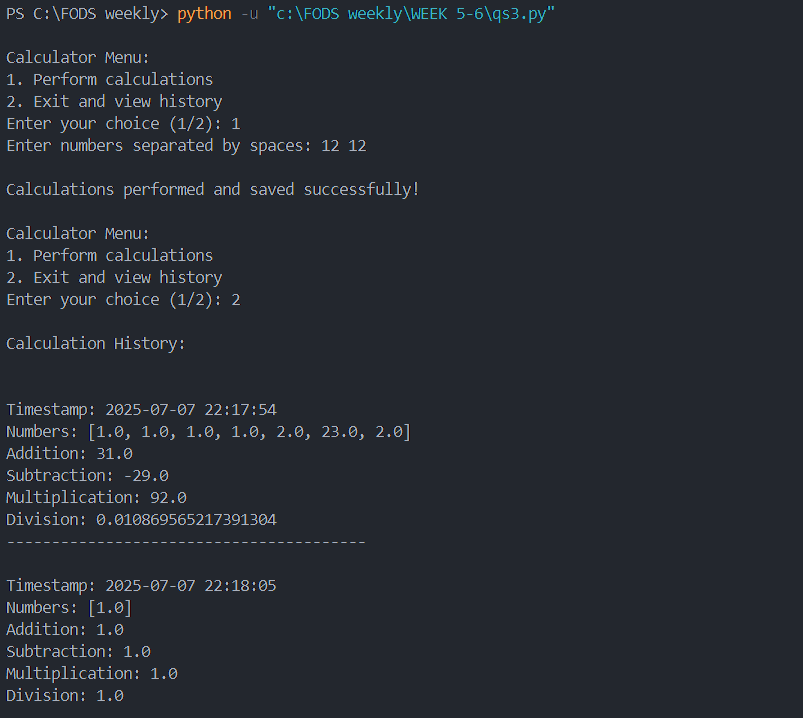 PS C:\FODS weekly> python -u "c:\FODS weekly\WEEK 5-6\qs3.py"
Calculator Menu:
1. Perform calculations
2. Exit and view history
Enter your choice (1/2): 1
Enter numbers separated by spaces: 12 12
Calculations performed and saved successfully!
Calculator Menu:
1. Perform calculations
2. Exit and view history
Enter your choice (1/2): 2
Calculation History:
Timestamp: 2025-07-07 22:17:54
Numbers: [1.0, 1.0, 1.0, 1.0, 2.0, 23.0, 2.0]
Addition: 31.0
Subtraction: -29.0
Multiplication: 92.0
Division: 0.010869565217391304
----------------------------------------
Timestamp: 2025-07-07 22:18:05
Numbers: [1.0]
Addition: 1.0
Subtraction: 1.0
Multiplication: 1.0
Division: 1.0